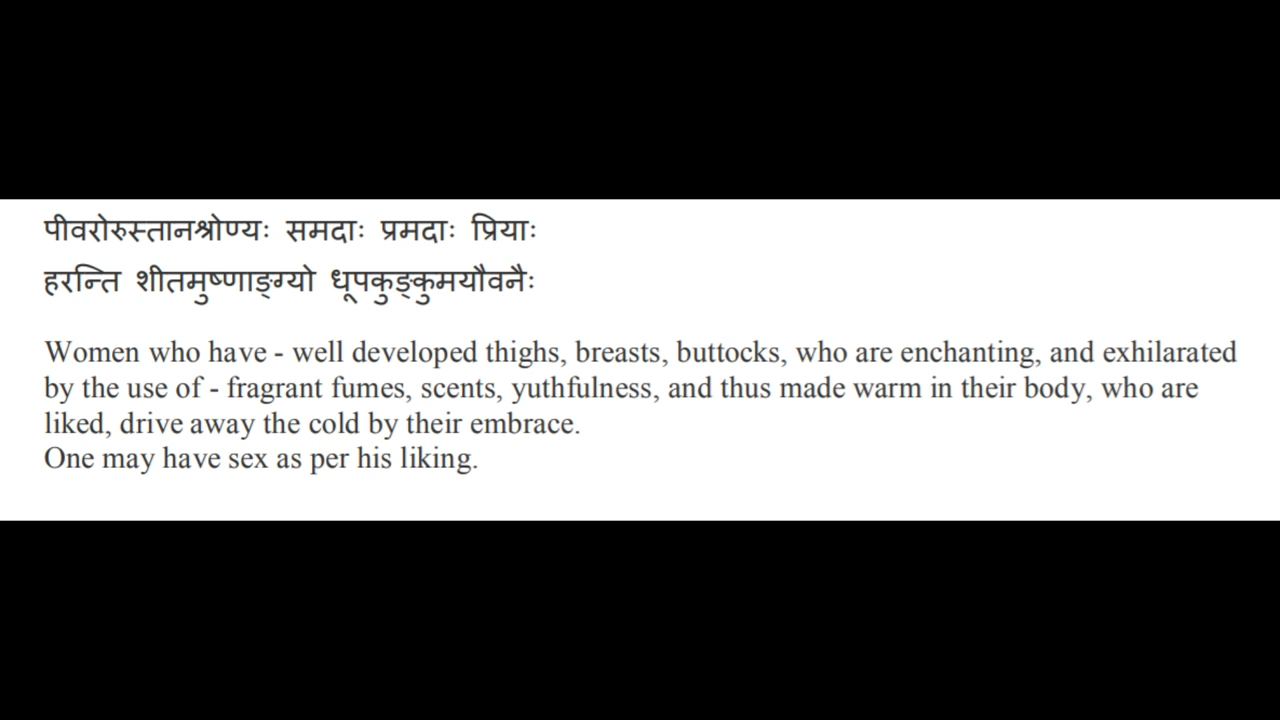 पीवरोरुस्तानश्रोण्यः समदाः प्रमदाः प्रियाः
हरन्ति शीतमुष्णाङ्ग्यो धूपकुङ्कुमयौवनैः
Women who have - well developed thighs, breasts, buttocks, who are enchanting, and exhilarated
by the use of - fragrant fumes, scents, yuthfulness, and thus made warm in their body, who are
liked, drive away the cold by their embrace.
One may have sex as per his liking.